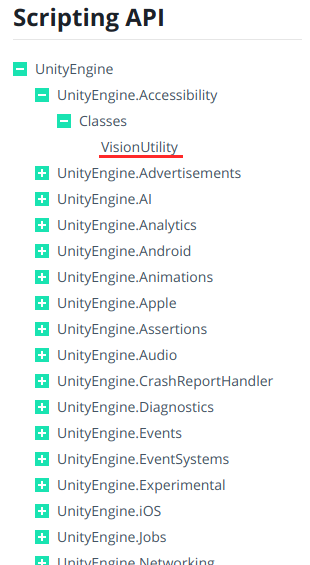 Scripting API
UnityEngine
UnityEngine.Accessibility
Classes
VisionUtility
UnityEngine.Advertisements
UnityEngine.AI
UnityEngine.Analytics
UnityEngine.Android
UnityEngine.Animations
UnityEngine.Apple
UnityEngine.Assertions
UnityEngine.Audio
UnityEngine.CrashReportHandler
UnityEngine.Diagnostics
UnityEngine.Events
UnityEngine.EventSystems
UnityEngine.Experimental
UnityEngine.iOS
UnityEngine.Jobs
UnityEngine.Networking